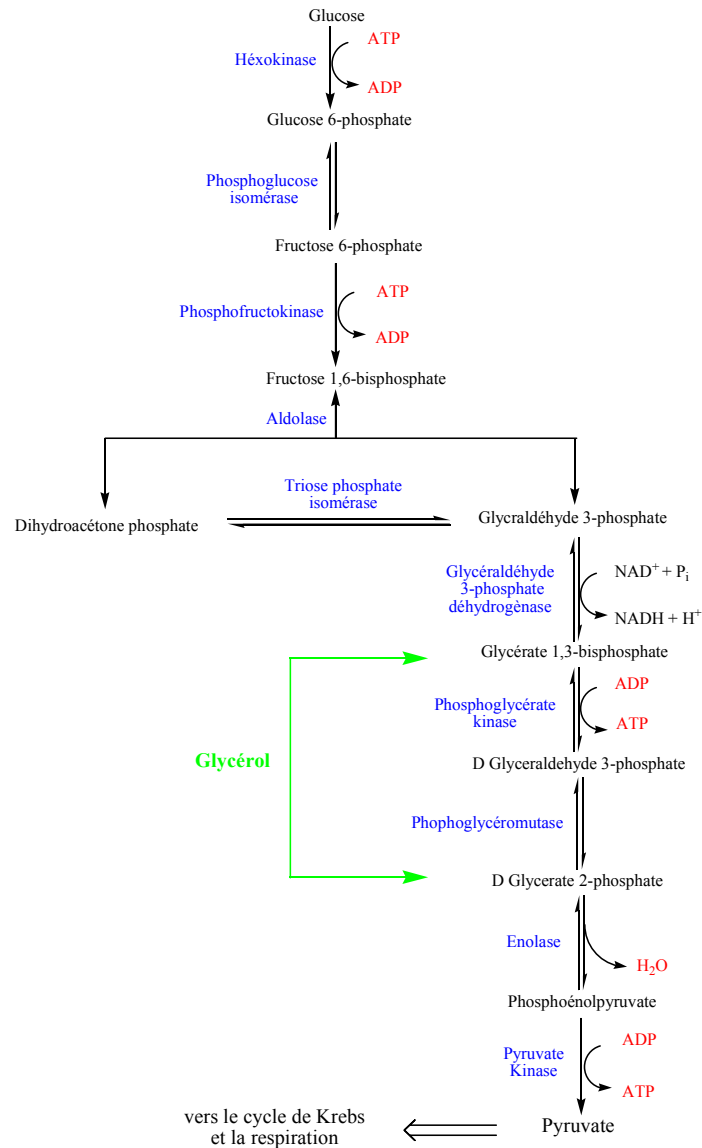 Glucose
ATP
Héxokinase
ADP
Glucose 6-phosphate
Phosphoglucose
isomérase
Fructose 6-phosphate
ATP
Phosphofructokinase
ADP
Fructose 1,6-bisphosphate
Aldolase
Triose phosphate
isomérase
Dihydroacétone phosphate
Glycraldéhyde 3-phosphate
Glycéraldéhyde
3-phosphate
déhydrogènase
NAD⁺ + Pᵢ
NADH + H⁺
Glycérate 1,3-bisphosphate
ADP
Phosphoglycérate
kinase
ATP
Glycérol
D Glyceraldehyde 3-phosphate
Phophoglycéromutase
D Glycerate 2-phosphate
Enolase
H₂O
Phosphoénolpyruvate
ADP
Pyruvate
Kinase
ATP
vers le cycle de Krebs
et la respiration
Pyruvate